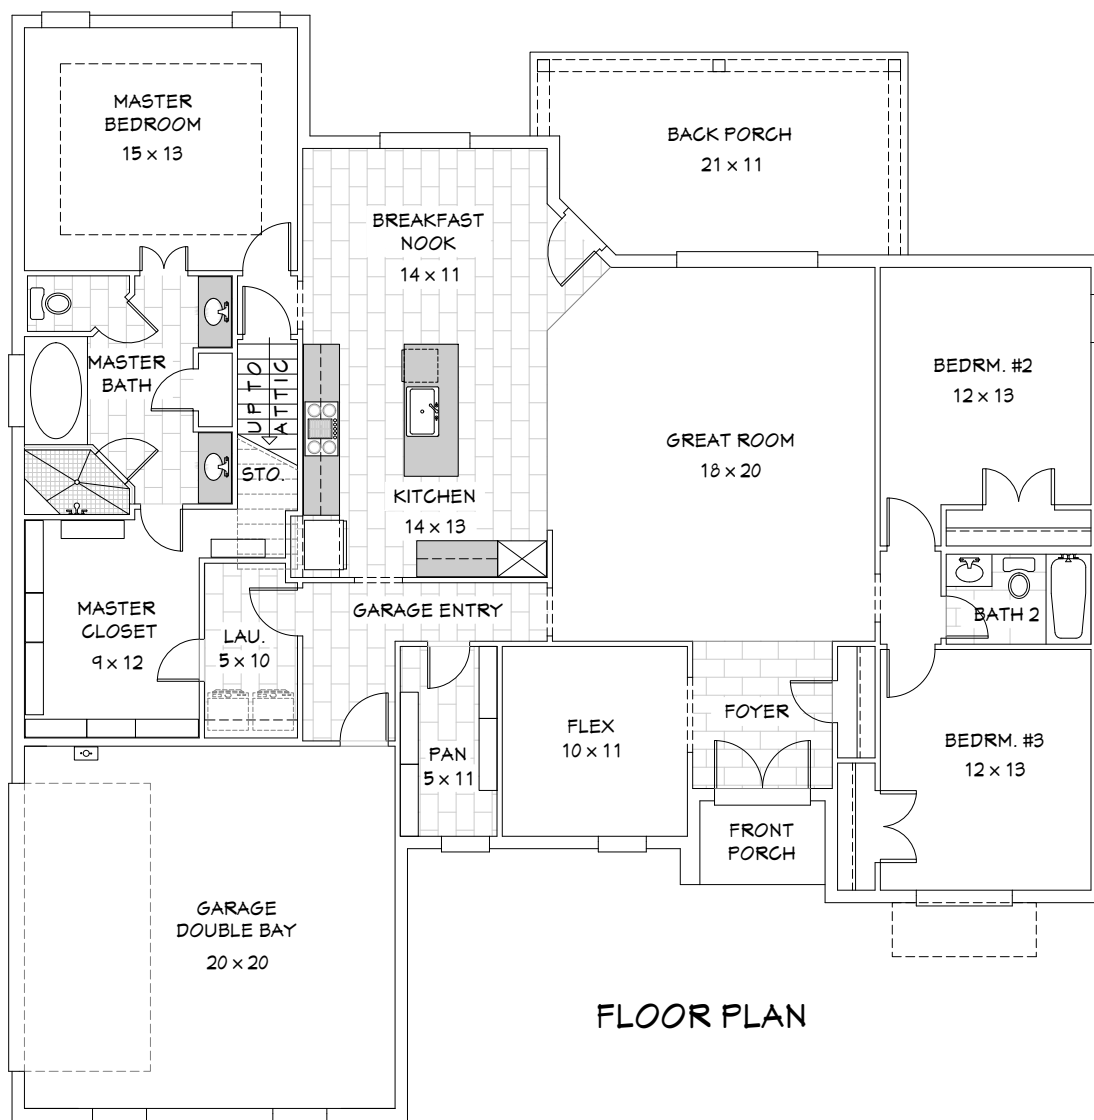 MASTER
BEDROOM
15 x 13
BACK PORCH
21 x 11
BREAKFAST
NOOK
14 x 11
MASTER
BATH
UP TO
ATTIC
BEDRM. #2
12 x 13
GREAT ROOM
18 x 20
STO.
KITCHEN
14 x 13
MASTER
CLOSET
9 x 12
LAU.
5 x 10
GARAGE ENTRY
BATH 2
FLEX
10 x 11
FOYER
PAN
5 x 11
BEDRM. #3
12 x 13
FRONT
PORCH
GARAGE
DOUBLE BAY
20 x 20
FLOOR PLAN